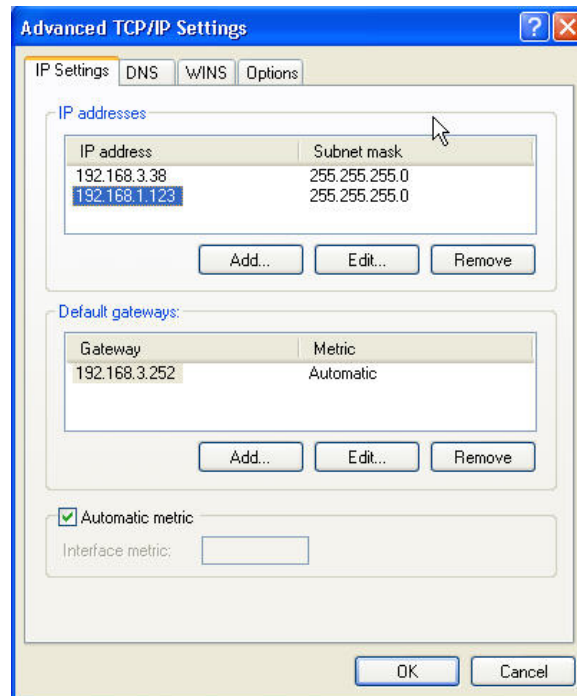 Advanced TCP/IP Settings
IP Settings DNS WINS Options
IP addresses
IP address Subnet mask
192.168.3.38 255.255.255.0
192.168.1.123 255.255.255.0
Add... Edit... Remove
Default gateways:
Gateway Metric
192.168.3.252 Automatic
Add... Edit... Remove
Automatic metric
Interface metric:
OK Cancel